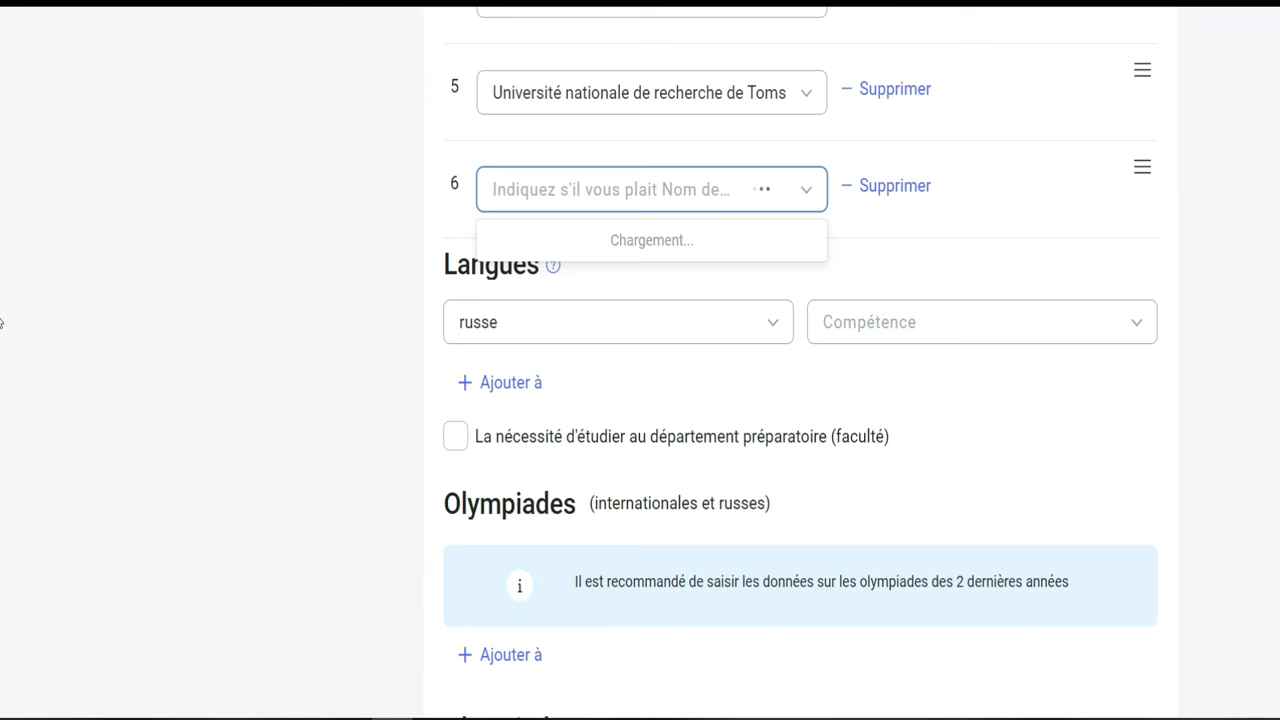 5 Université nationale de recherche de Toms — Supprimer
6 Indiquez s'il vous plait Nom de... — Supprimer
Chargement...
Langues ?
russe Compétence
+ Ajouter à
La nécessité d'étudier au département préparatoire (faculté)
Olympiades (internationales et russes)
i Il est recommandé de saisir les données sur les olympiades des 2 dernières années
+ Ajouter à